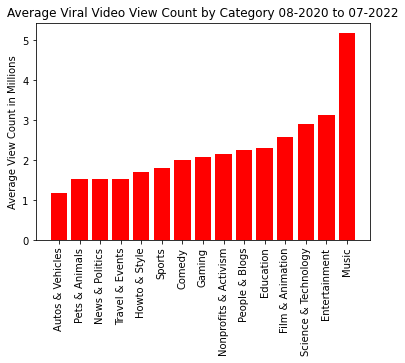 Average Viral Video View Count by Category 08-2020 to 07-2022
Average View Count in Millions
5
4
3
2
1
0
Autos & Vehicles
Pets & Animals
News & Politics
Travel & Events
Howto & Style
Sports
Comedy
Gaming
Nonprofits & Activism
People & Blogs
Education
Film & Animation
Science & Technology
Entertainment
Music